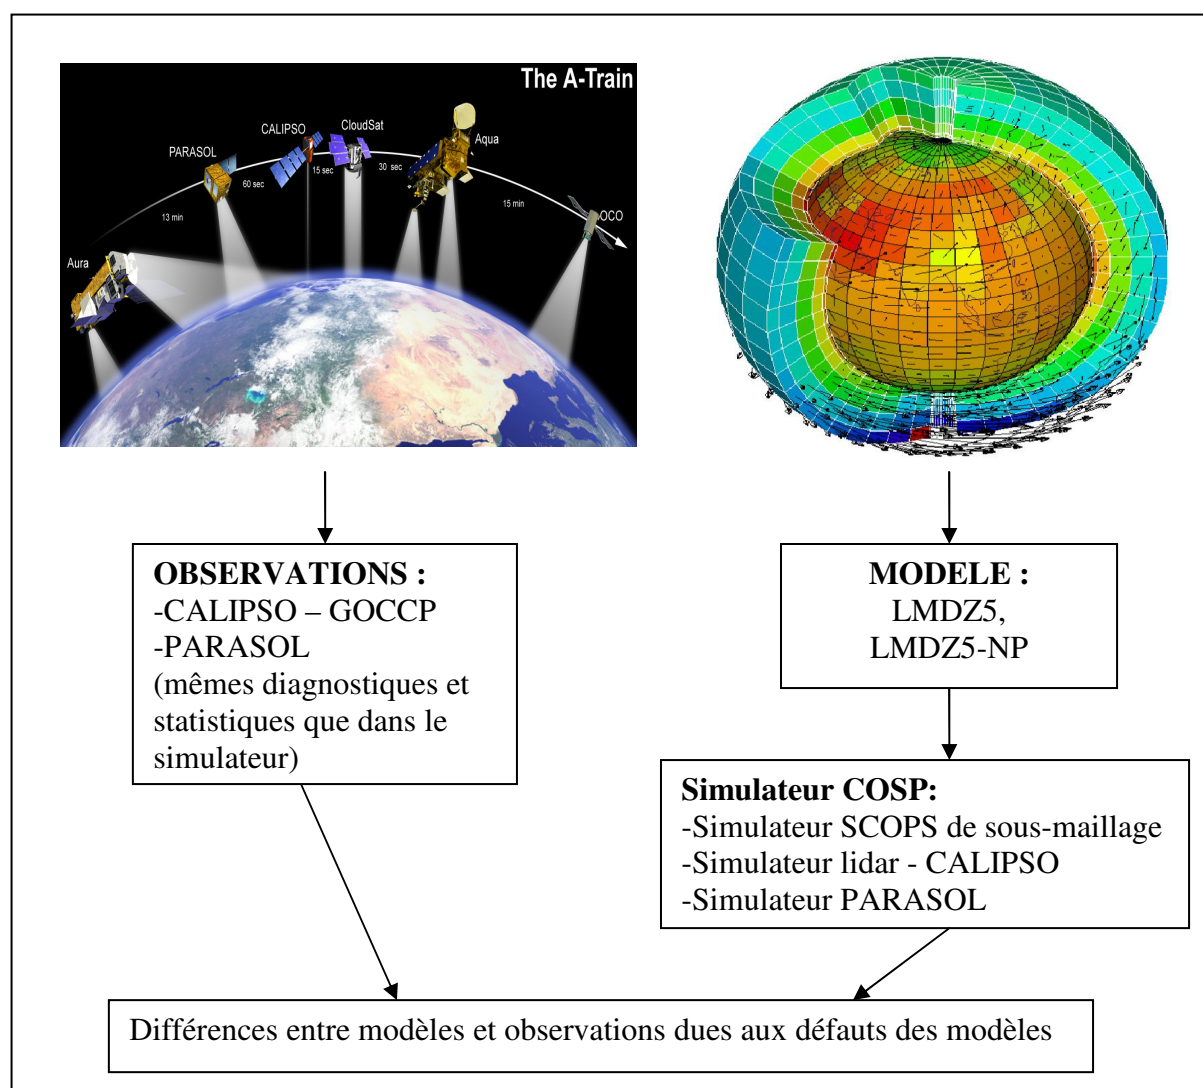 The A-Train
CALIPSO
CloudSat
Aqua
PARASOL
60 sec
15 sec
30 sec
13 min
15 min
OCO
Aura
OBSERVATIONS :
-CALIPSO – GOCCP
-PARASOL
(mêmes diagnostiques et
statistiques que dans le
simulateur)
MODELE :
LMDZ5,
LMDZ5-NP
Simulateur COSP:
-Simulateur SCOPS de sous-maillage
-Simulateur lidar - CALIPSO
-Simulateur PARASOL
Différences entre modèles et observations dues aux défauts des modèles